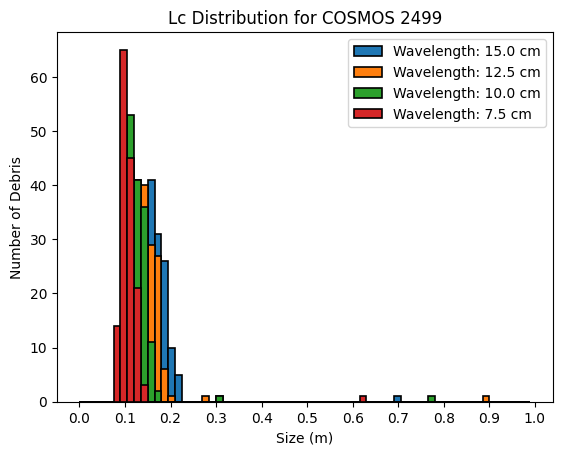 Lc Distribution for COSMOS 2499
Wavelength: 15.0 cm
Wavelength: 12.5 cm
Wavelength: 10.0 cm
Wavelength: 7.5 cm
Number of Debris
60
50
40
30
20
10
0
0.0 0.1 0.2 0.3 0.4 0.5 0.6 0.7 0.8 0.9 1.0
Size (m)